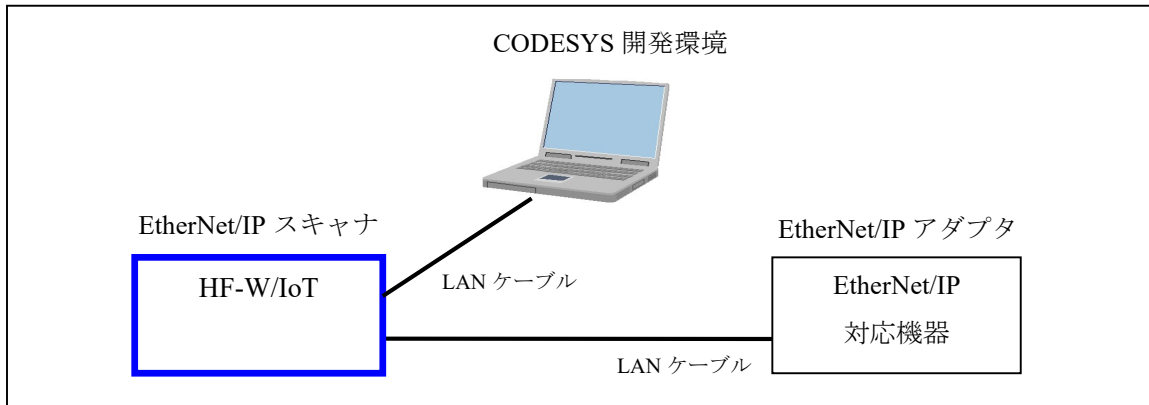 CODESYS 開発環境
EtherNet/IP スキャナ
HF-W/IoT
LAN ケーブル
EtherNet/IP アダプタ
EtherNet/IP
対応機器
LAN ケーブル